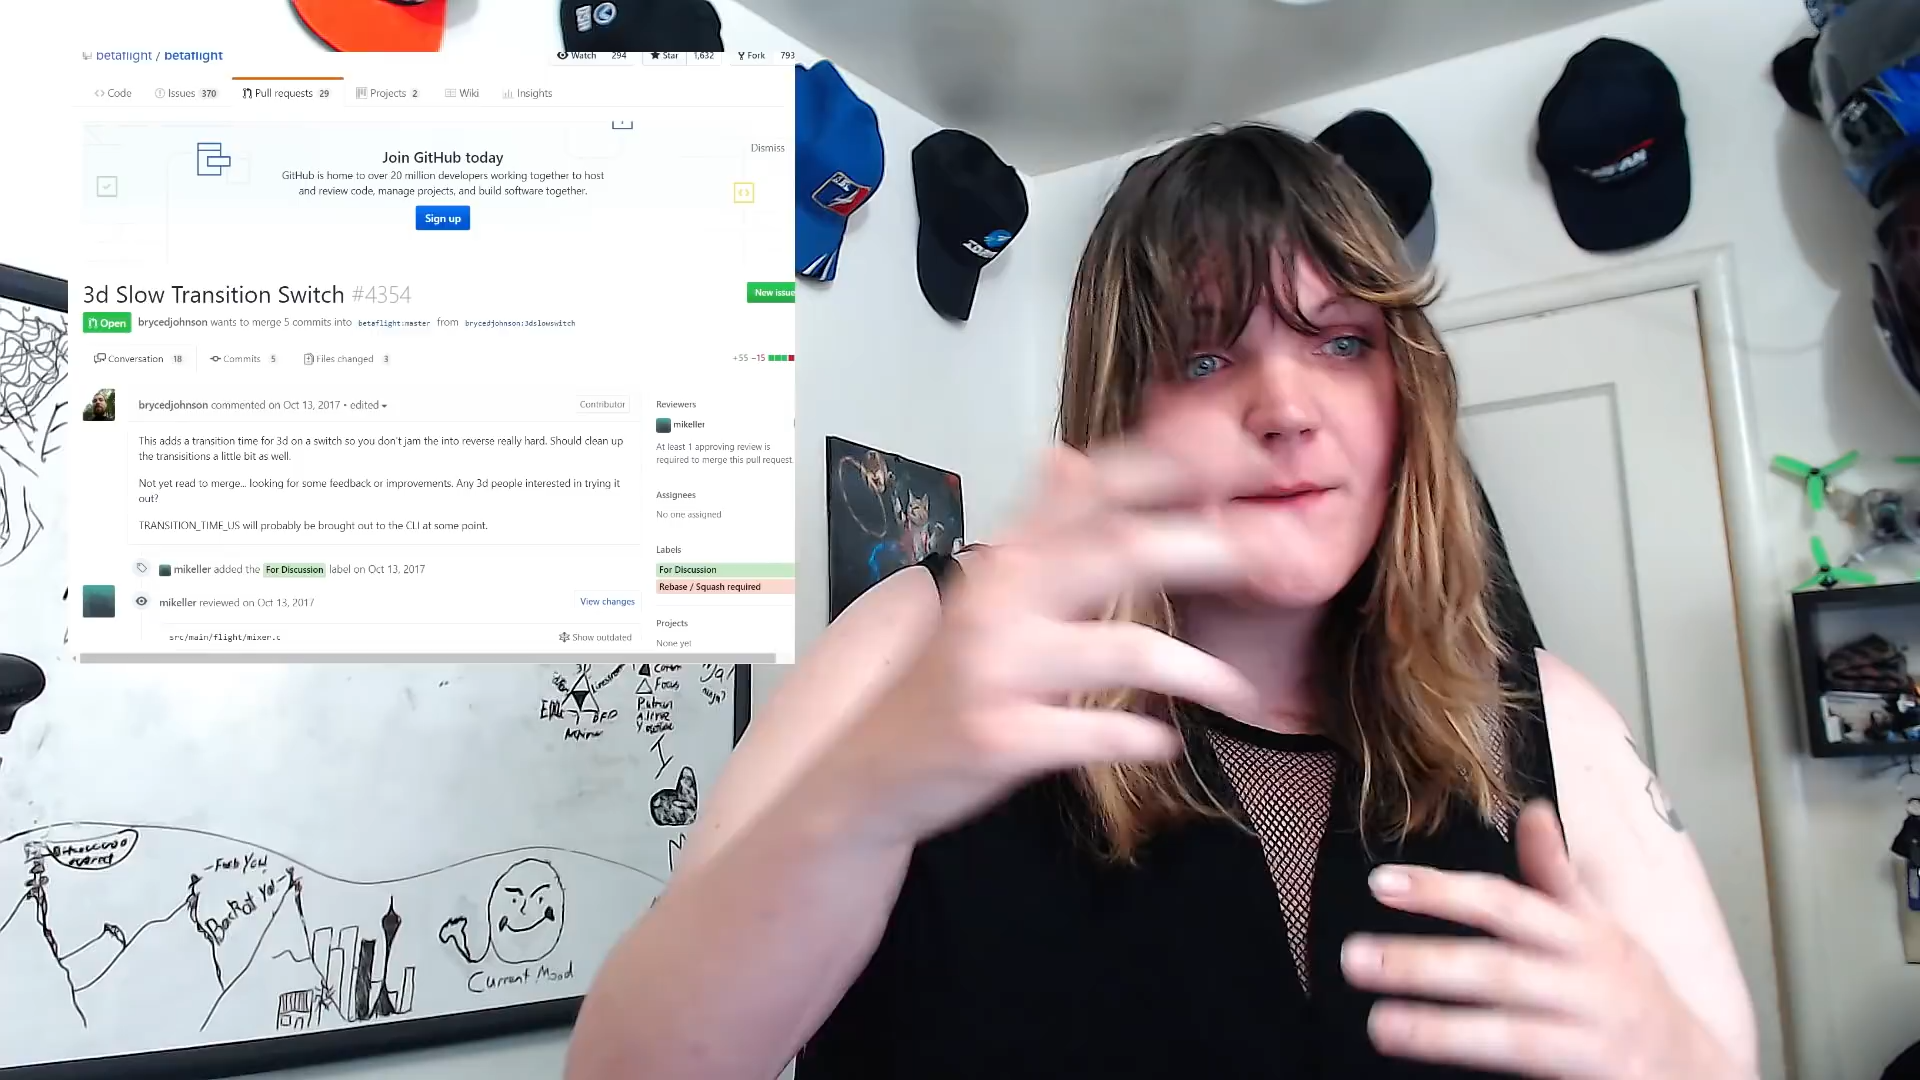 betaflight / betaflight
Watch 294 Star 1,632 Fork 793
Code Issues 370 Pull requests 29 Projects 2 Wiki Insights
Join GitHub today
Dismiss
GitHub is home to over 20 million developers working together to host
and review code, manage projects, and build software together.
Sign up
3d Slow Transition Switch #4354
New issue
Open brycedjohnson wants to merge 5 commits into betaflight:master from brycedjohnson:3dslowswitch
Conversation 18 Commits 5 Files changed 3
+55 −15
brycedjohnson commented on Oct 13, 2017 • edited
Contributor
This adds a transition time for 3d on a switch so you don't jam the into reverse really hard. Should clean up
the transisitions a little bit as well.
Not yet read to merge... looking for some feedback or improvements. Any 3d people interested in trying it
out?
TRANSITION_TIME_US will probably be brought out to the CLI at some point.
mikeller added the For Discussion label on Oct 13, 2017
mikeller reviewed on Oct 13, 2017
View changes
src/main/flight/mixer.c
Show outdated
Reviewers
mikeller
At least 1 approving review is
required to merge this pull request.
Assignees
No one assigned
Labels
For Discussion
Rebase / Squash required
Projects
None yet
Focus
Current Mood